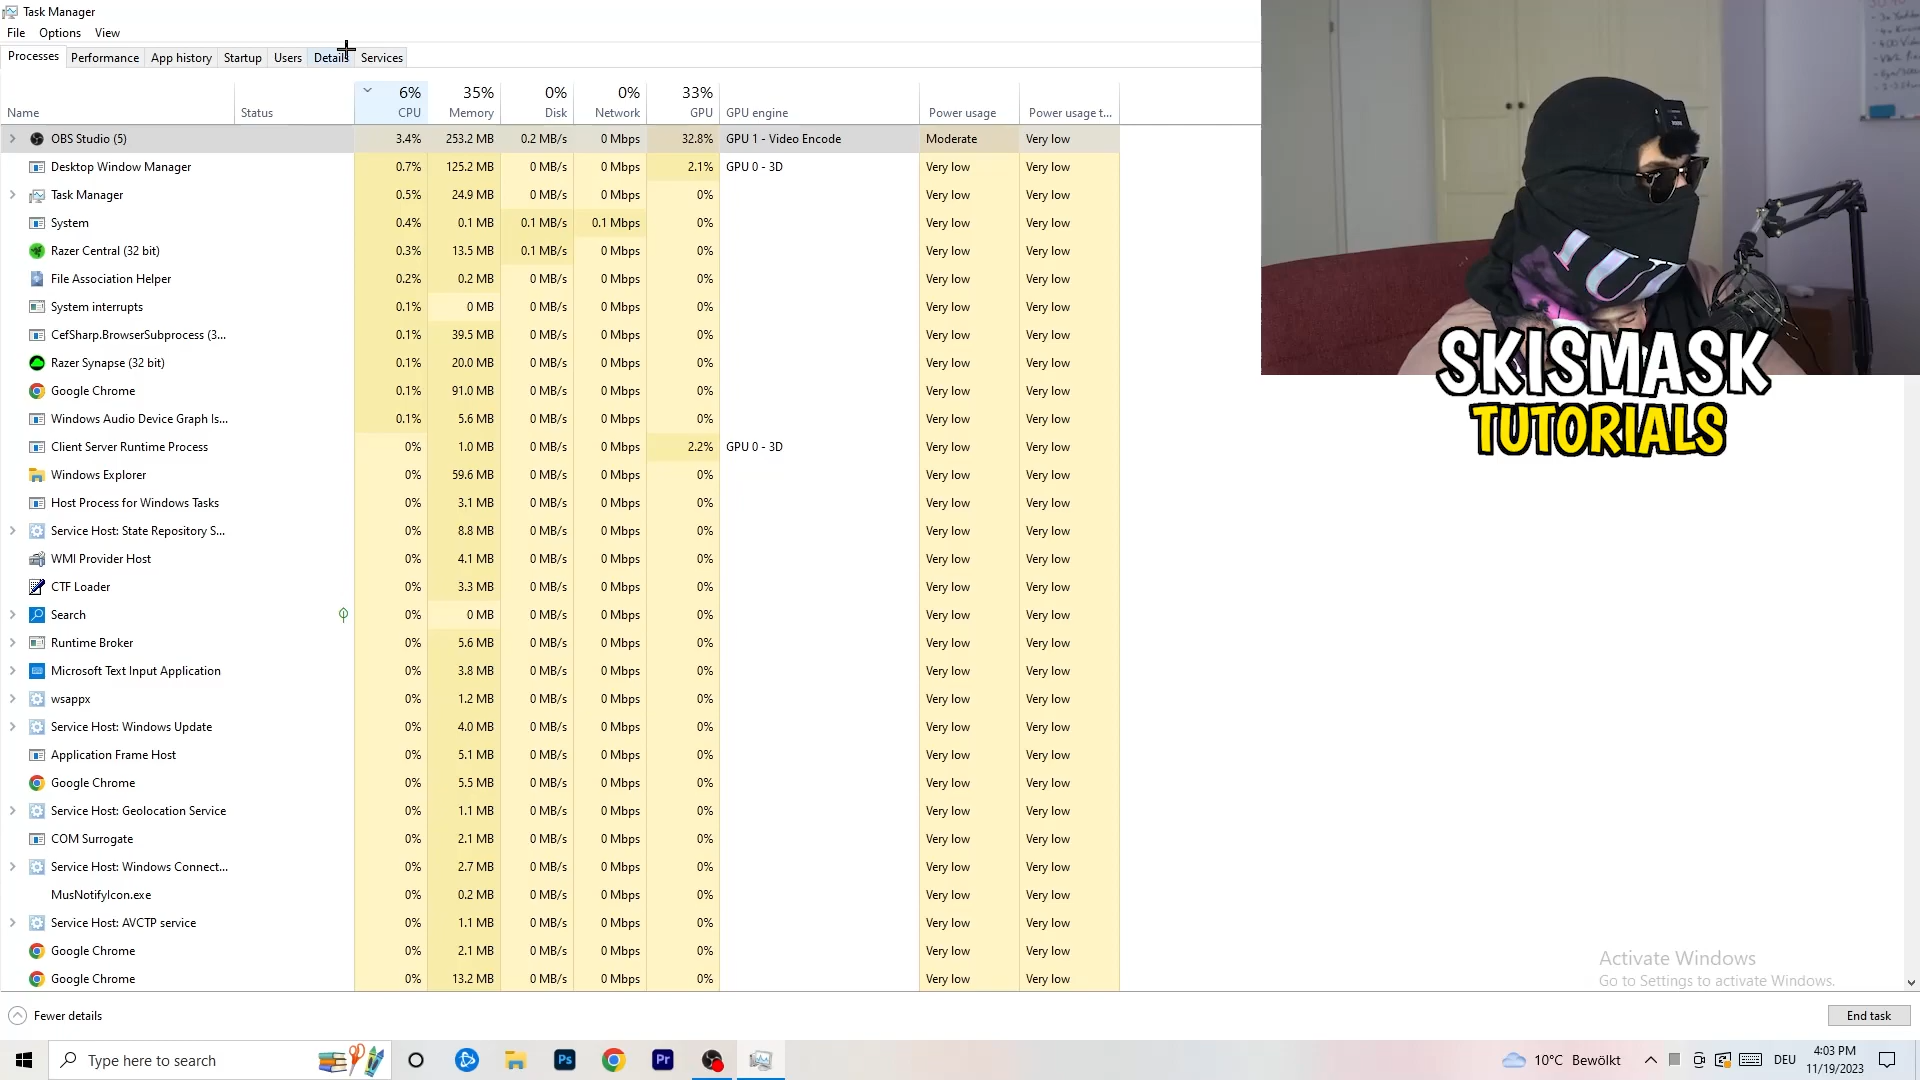 Task Manager
File Options View
Processes Performance App history Startup Users Details Services
6% 35% 0% 0% 33%
Name Status CPU Memory Disk Network GPU GPU engine Power usage Power usage t...
OBS Studio (5) 3.4% 253.2 MB 0.2 MB/s 0 Mbps 32.8% GPU 1 - Video Encode Moderate Very low
Desktop Window Manager 0.7% 125.2 MB 0 MB/s 0 Mbps 2.1% GPU 0 - 3D Very low Very low
Task Manager 0.5% 24.9 MB 0 MB/s 0 Mbps 0% Very low Very low
System 0.4% 0.1 MB 0.1 MB/s 0.1 Mbps 0% Very low Very low
Razer Central (32 bit) 0.3% 13.5 MB 0.1 MB/s 0 Mbps 0% Very low Very low
File Association Helper 0.2% 0.2 MB 0 MB/s 0 Mbps 0% Very low Very low
System interrupts 0.1% 0 MB 0 MB/s 0 Mbps 0% Very low Very low
CefSharp.BrowserSubprocess (3... 0.1% 39.5 MB 0 MB/s 0 Mbps 0% Very low Very low
Razer Synapse (32 bit) 0.1% 20.0 MB 0 MB/s 0 Mbps 0% Very low Very low
Google Chrome 0.1% 91.0 MB 0 MB/s 0 Mbps 0% Very low Very low
Windows Audio Device Graph Is... 0.1% 5.6 MB 0 MB/s 0 Mbps 0% Very low Very low
Client Server Runtime Process 0% 1.0 MB 0 MB/s 0 Mbps 2.2% GPU 0 - 3D Very low Very low
Windows Explorer 0% 59.6 MB 0 MB/s 0 Mbps 0% Very low Very low
Host Process for Windows Tasks 0% 3.1 MB 0 MB/s 0 Mbps 0% Very low Very low
Service Host: State Repository S... 0% 8.8 MB 0 MB/s 0 Mbps 0% Very low Very low
WMI Provider Host 0% 4.1 MB 0 MB/s 0 Mbps 0% Very low Very low
CTF Loader 0% 3.3 MB 0 MB/s 0 Mbps 0% Very low Very low
Search 0% 0 MB 0 MB/s 0 Mbps 0% Very low Very low
Runtime Broker 0% 5.6 MB 0 MB/s 0 Mbps 0% Very low Very low
Microsoft Text Input Application 0% 3.8 MB 0 MB/s 0 Mbps 0% Very low Very low
wsappx 0% 1.2 MB 0 MB/s 0 Mbps 0% Very low Very low
Service Host: Windows Update 0% 4.0 MB 0 MB/s 0 Mbps 0% Very low Very low
Application Frame Host 0% 5.1 MB 0 MB/s 0 Mbps 0% Very low Very low
Google Chrome 0% 5.5 MB 0 MB/s 0 Mbps 0% Very low Very low
Service Host: Geolocation Service 0% 1.1 MB 0 MB/s 0 Mbps 0% Very low Very low
COM Surrogate 0% 2.1 MB 0 MB/s 0 Mbps 0% Very low Very low
Service Host: Windows Connect... 0% 2.7 MB 0 MB/s 0 Mbps 0% Very low Very low
MusNotifyIcon.exe 0% 0.2 MB 0 MB/s 0 Mbps 0% Very low Very low
Service Host: AVCTP service 0% 1.1 MB 0 MB/s 0 Mbps 0% Very low Very low
Google Chrome 0% 2.1 MB 0 MB/s 0 Mbps 0% Very low Very low
Google Chrome 0% 13.2 MB 0 MB/s 0 Mbps 0% Very low Very low
SKISMASK
TUTORIALS
Activate Windows
Go to Settings to activate Windows.
Fewer details End task
Type here to search Ps Pr 10°C Bewölkt DEU 4:03 PM
11/19/2023